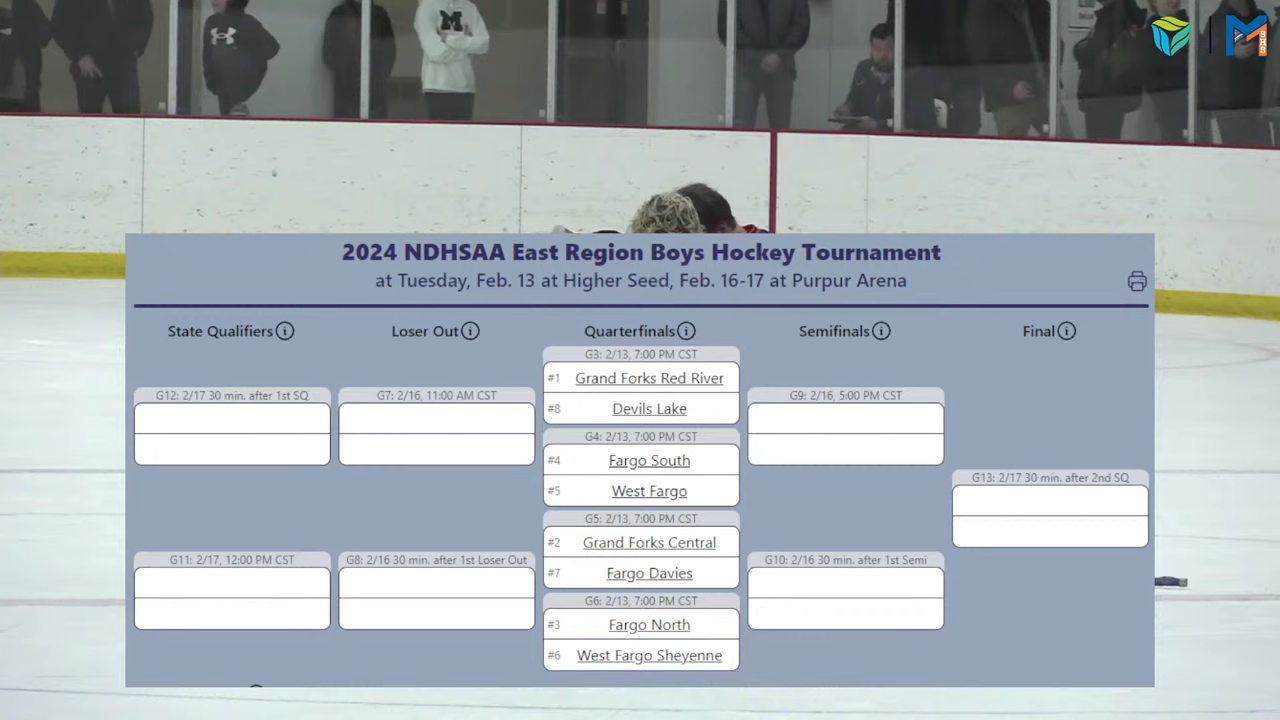 M
M
SHS
2024 NDHSAA East Region Boys Hockey Tournament
at Tuesday, Feb. 13 at Higher Seed, Feb. 16-17 at Purpur Arena
State Qualifiers
G12: 2/17 30 min. after 1st SQ
G11: 2/17, 12:00 PM CST
Loser Out
G7: 2/16, 11:00 AM CST
G8: 2/16 30 min. after 1st Loser Out
Quarterfinals
G3: 2/13, 7:00 PM CST
#1 Grand Forks Red River
#8 Devils Lake
G4: 2/13, 7:00 PM CST
#4 Fargo South
#5 West Fargo
G5: 2/13, 7:00 PM CST
#2 Grand Forks Central
#7 Fargo Davies
G6: 2/13, 7:00 PM CST
#3 Fargo North
#6 West Fargo Sheyenne
Semifinals
G9: 2/16, 5:00 PM CST
G10: 2/16 30 min. after 1st Semi
Final
G13: 2/17 30 min. after 2nd SQ